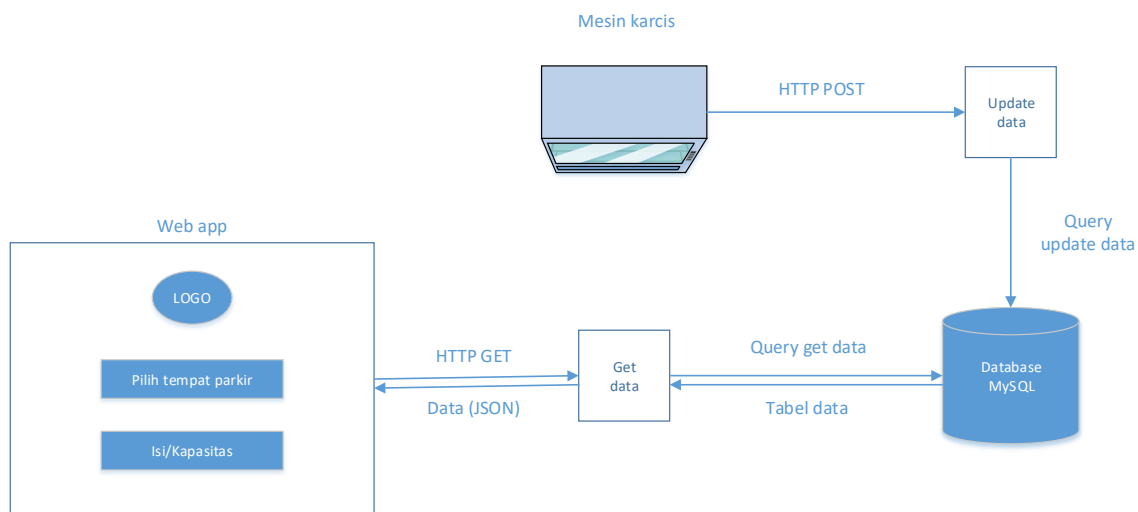 Mesin karcis
HTTP POST
Update
data
Query
update data
Web app
LOGO
Pilih tempat parkir
Isi/Kapasitas
HTTP GET
Data (JSON)
Get
data
Query get data
Tabel data
Database
MySQL